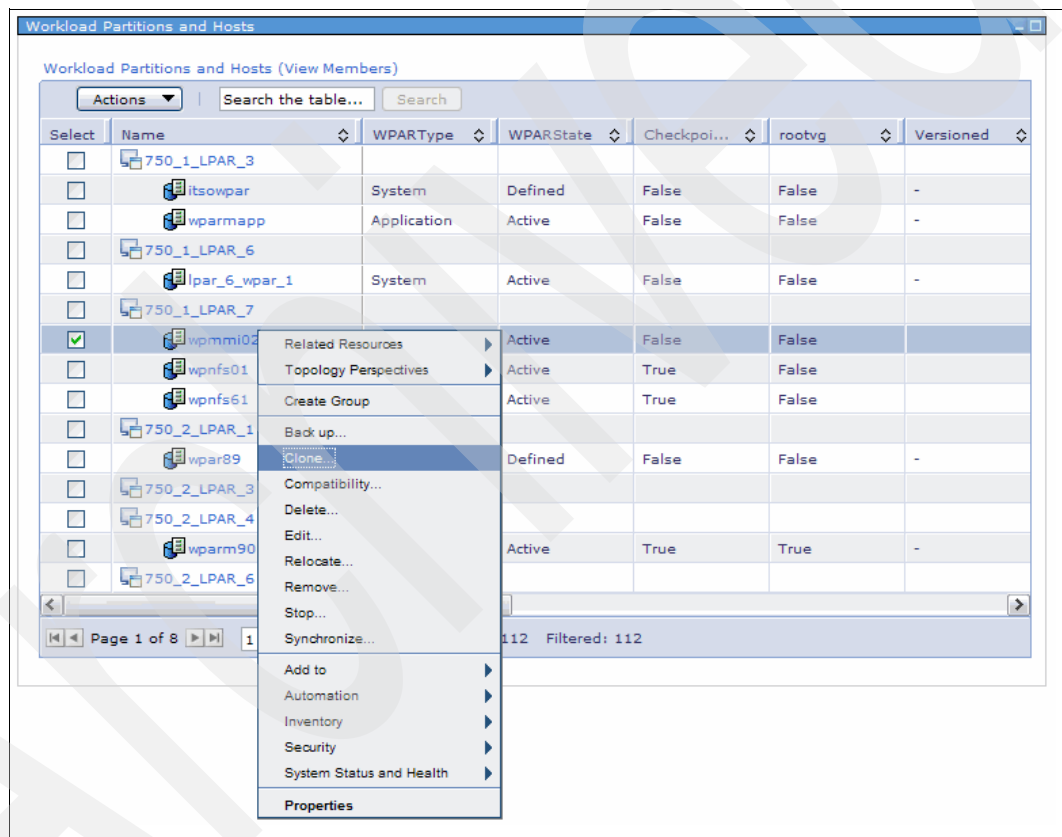 Workload Partitions and Hosts
Workload Partitions and Hosts (View Members)
Actions | Search the table... Search
Select Name WPARType WPARState Checkpoi... rootvg Versioned
750_1_LPAR_3
itsowpar System Defined False False -
wparmapp Application Active False False -
750_1_LPAR_6
lpar_6_wpar_1 System Active False False -
750_1_LPAR_7
wpmmi02 Active False False
wpnfs01 Active True False
wpnfs61 Active True False
750_2_LPAR_1
wpar89 Defined False False -
750_2_LPAR_3
750_2_LPAR_4
wparm90 Active True True -
750_2_LPAR_6
Page 1 of 8 1 112 Filtered: 112
Related Resources
Topology Perspectives
Create Group
Back up...
Clone...
Compatibility...
Delete...
Edit...
Relocate...
Remove...
Stop...
Synchronize...
Add to
Automation
Inventory
Security
System Status and Health
Properties